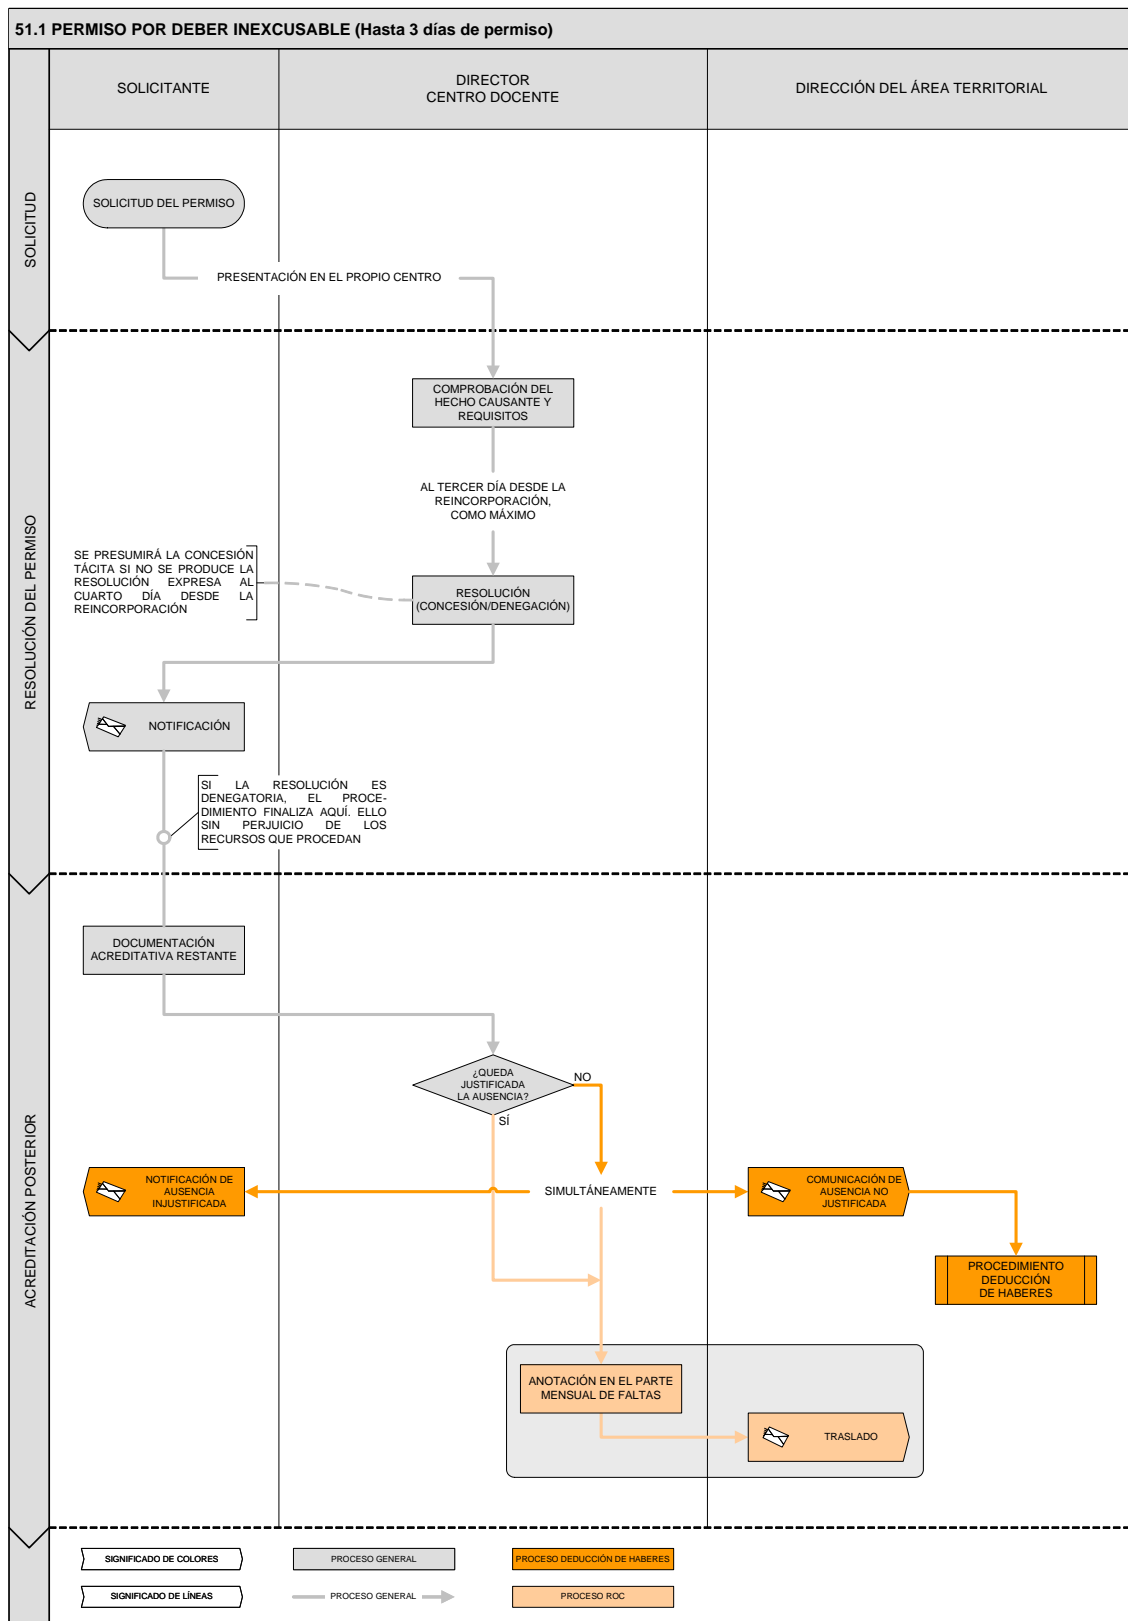 51.1 PERMISO POR DEBER INEXCUSABLE (Hasta 3 días de permiso)
SOLICITANTE
DIRECTOR
CENTRO DOCENTE
DIRECCIÓN DEL ÁREA TERRITORIAL
SOLICITUD
SOLICITUD DEL PERMISO
PRESENTACIÓN EN EL PROPIO CENTRO
RESOLUCIÓN DEL PERMISO
COMPROBACIÓN DEL
HECHO CAUSANTE Y
REQUISITOS
AL TERCER DÍA DESDE LA
REINCORPORACIÓN,
COMO MÁXIMO
SE PRESUMIRÁ LA CONCESIÓN
TÁCITA SI NO SE PRODUCE LA
RESOLUCIÓN EXPRESA AL
CUARTO DÍA DESDE LA
REINCORPORACIÓN
RESOLUCIÓN
(CONCESIÓN/DENEGACIÓN)
NOTIFICACIÓN
SI LA RESOLUCIÓN ES
DENEGATORIA, EL PROCE-
DIMIENTO FINALIZA AQUÍ. ELLO
SIN PERJUICIO DE LOS
RECURSOS QUE PROCEDAN
ACREDITACIÓN POSTERIOR
DOCUMENTACIÓN
ACREDITATIVA RESTANTE
¿QUEDA
JUSTIFICADA
LA AUSENCIA?
NO
SÍ
NOTIFICACIÓN DE
AUSENCIA
INJUSTIFICADA
SIMULTÁNEAMENTE
COMUNICACIÓN DE
AUSENCIA NO
JUSTIFICADA
PROCEDIMIENTO
DEDUCCIÓN
DE HABERES
ANOTACIÓN EN EL PARTE
MENSUAL DE FALTAS
TRASLADO
SIGNIFICADO DE COLORES
PROCESO GENERAL
PROCESO DEDUCCIÓN DE HABERES
SIGNIFICADO DE LÍNEAS
PROCESO GENERAL
PROCESO ROC